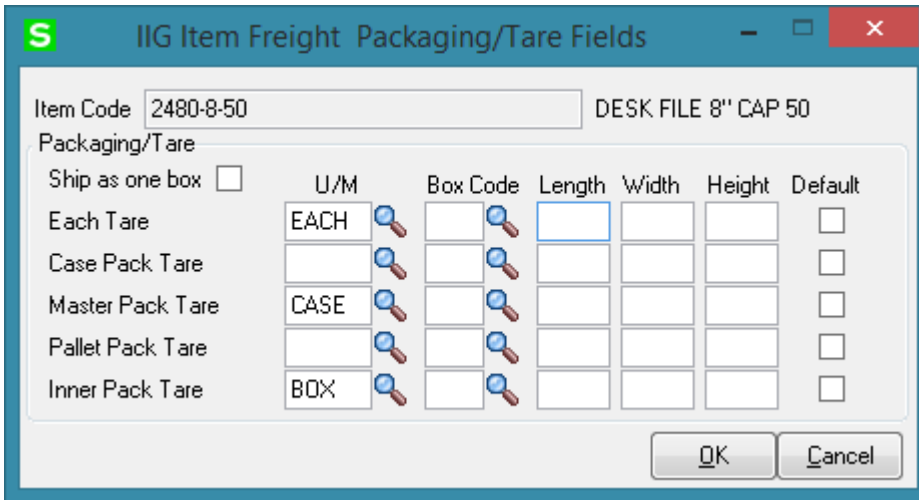 S IIG Item Freight Packaging/Tare Fields
Item Code 2480-8-50 DESK FILE 8" CAP 50
Packaging/Tare
Ship as one box U/M Box Code Length Width Height Default
Each Tare EACH
Case Pack Tare
Master Pack Tare CASE
Pallet Pack Tare
Inner Pack Tare BOX
OK Cancel